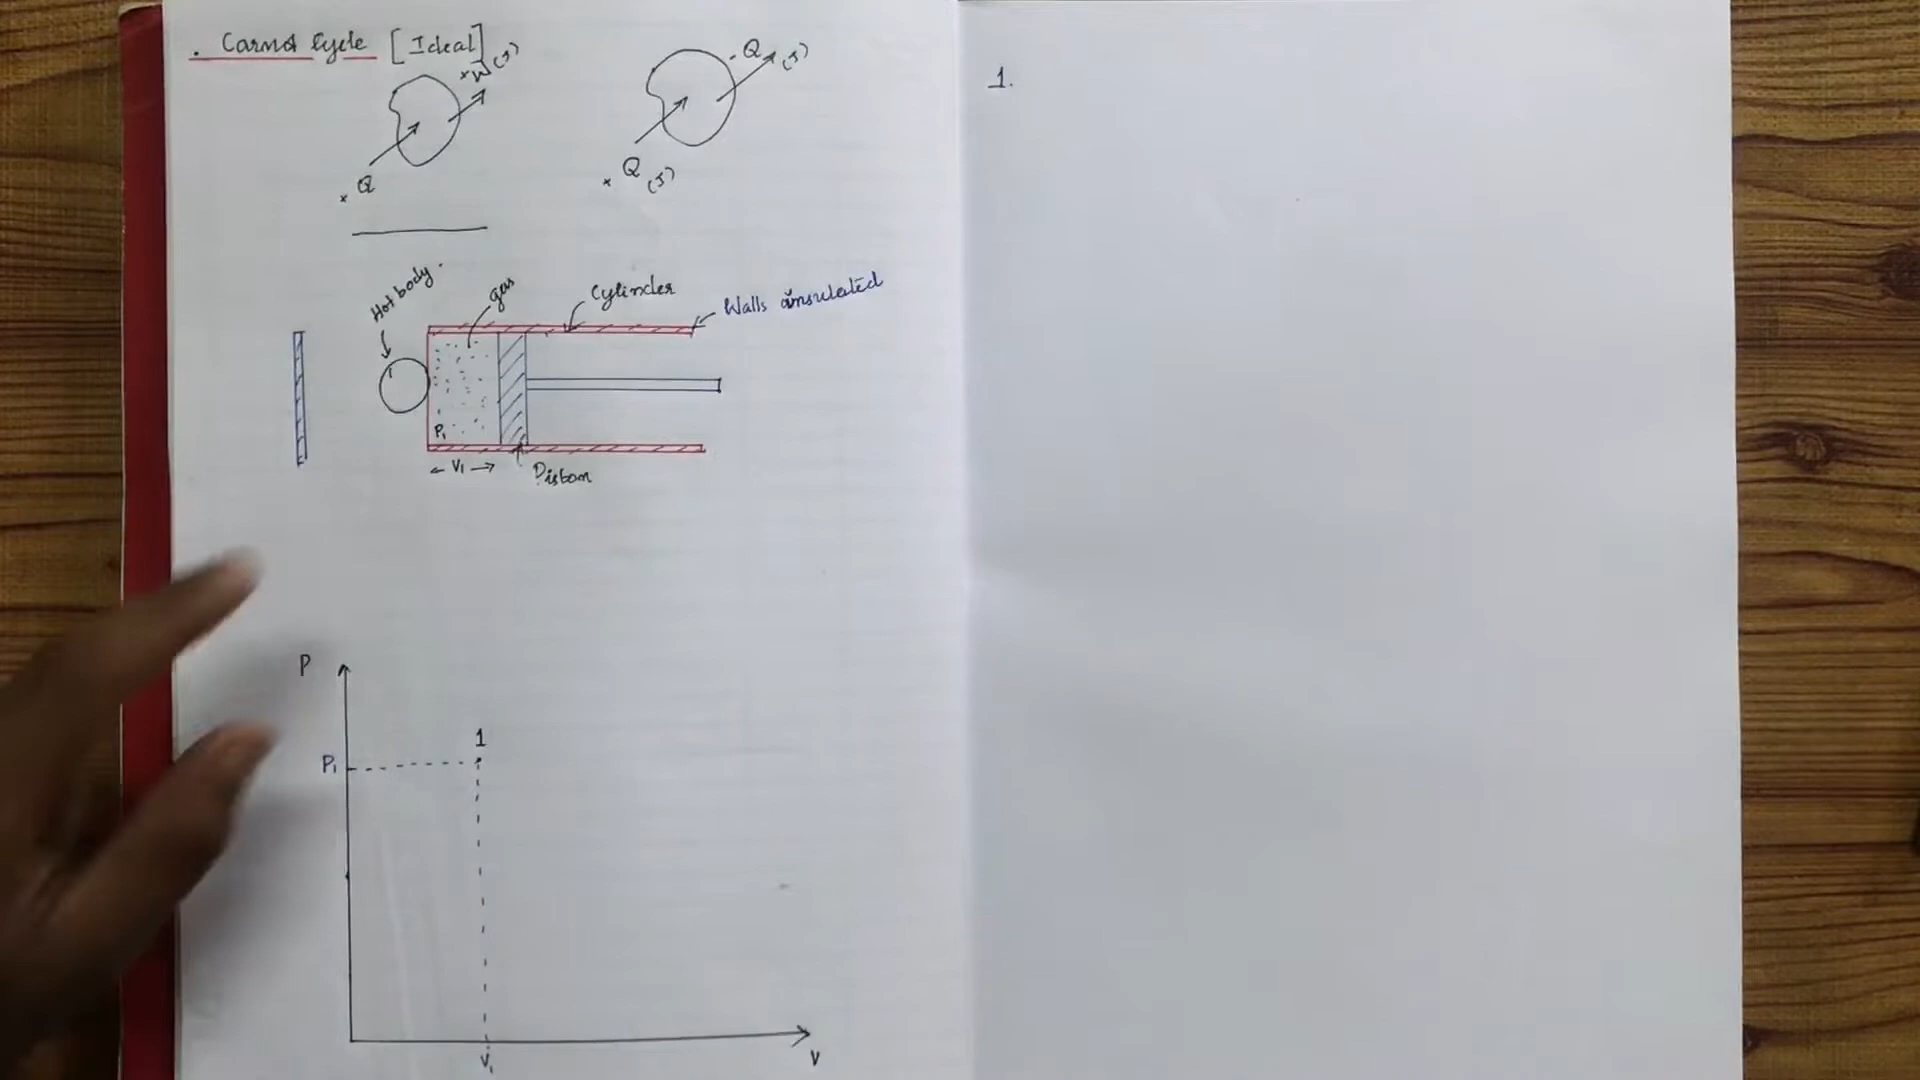 . Carnot Cycle [Ideal]
+W (J)
+ Q
- Q (J)
+ Q (J)
Hot body.
gas
Cylinder
Walls insulated
P1
← V1 →
Piston
P
P1
1
V1
V
1.